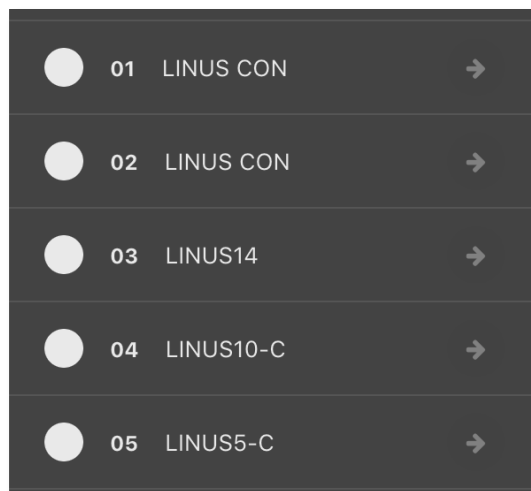 01 LINUS CON
02 LINUS CON
03 LINUS14
04 LINUS10-C
05 LINUS5-C